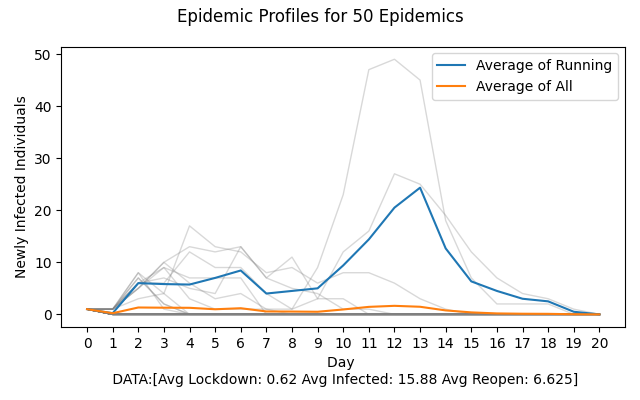 Epidemic Profiles for 50 Epidemics
50
40
30
20
10
0
Newly Infected Individuals
Average of Running
Average of All
0 1 2 3 4 5 6 7 8 9 10 11 12 13 14 15 16 17 18 19 20
Day
DATA:[Avg Lockdown: 0.62 Avg Infected: 15.88 Avg Reopen: 6.625]